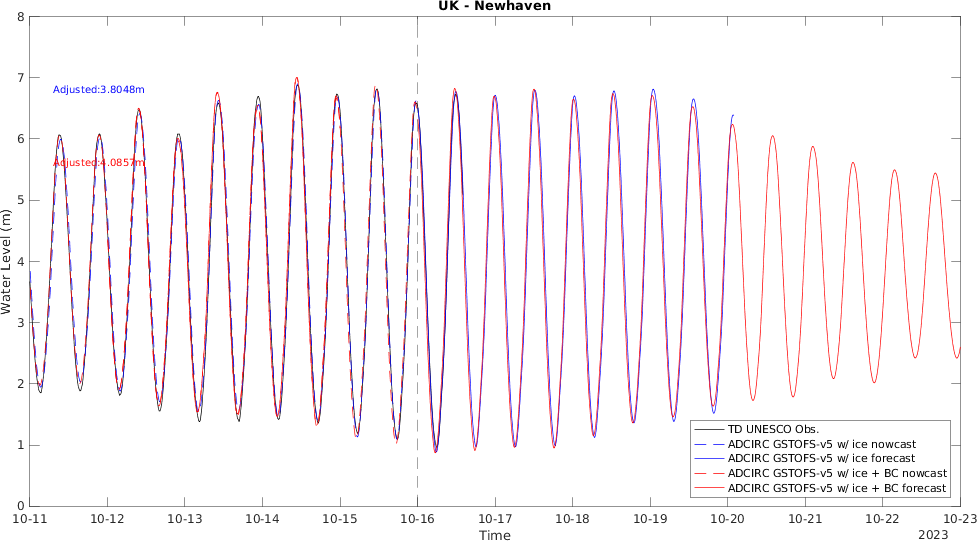 UK - Newhaven
8
7
6
5
4
3
2
1
0
Water Level (m)
Adjusted:3.8048m
Adjusted:4.0857m
TD UNESCO Obs.
ADCIRC GSTOFS-v5 w/ ice nowcast
ADCIRC GSTOFS-v5 w/ ice forecast
ADCIRC GSTOFS-v5 w/ ice + BC nowcast
ADCIRC GSTOFS-v5 w/ ice + BC forecast
10-11 10-12 10-13 10-14 10-15 10-16 10-17 10-18 10-19 10-20 10-21 10-22 10-23
Time
2023